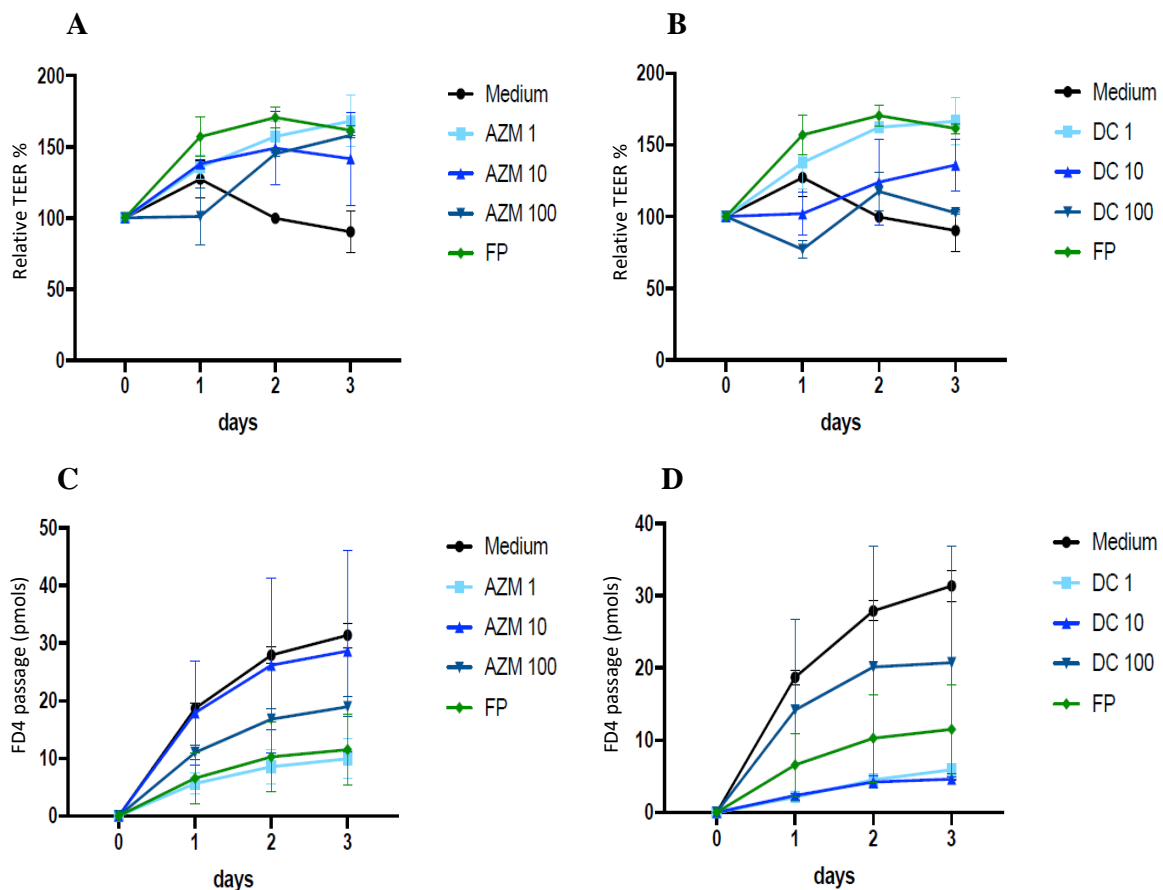 A
Relative TEER %
200
150
100
50
0
0 1 2 3
days
Medium
AZM 1
AZM 10
AZM 100
FP
B
Relative TEER %
200
150
100
50
0
0 1 2 3
days
Medium
DC 1
DC 10
DC 100
FP
C
FD4 passage (pmols)
50
40
30
20
10
0
0 1 2 3
days
Medium
AZM 1
AZM 10
AZM 100
FP
D
FD4 passage (pmols)
40
30
20
10
0
0 1 2 3
days
Medium
DC 1
DC 10
DC 100
FP